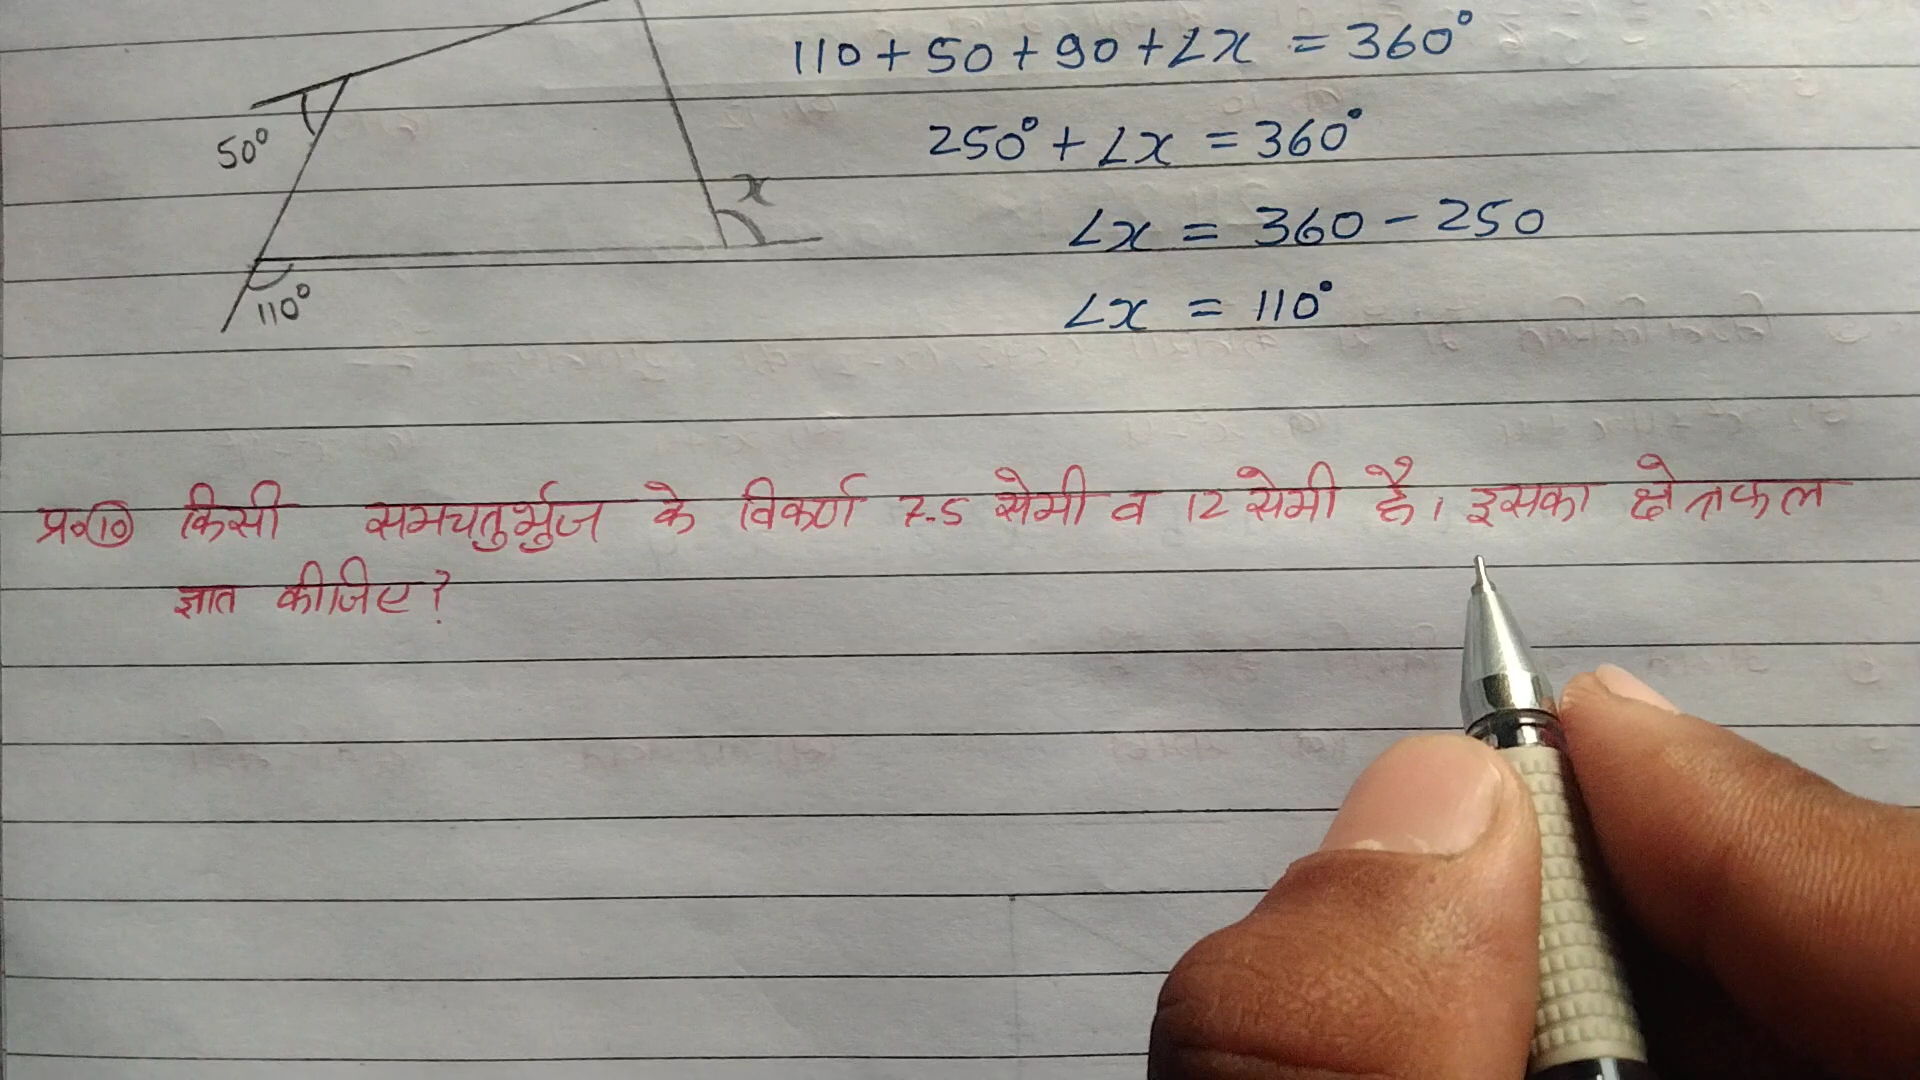 110 + 50 + 90 + ∠x = 360°
50°
250° + ∠x = 360°
x
∠x = 360 - 250
110°
∠x = 110°
प्र॰⑩ किसी समचतुर्भुज के विकर्ण 7.5 सेमी व 12 सेमी है। इसका क्षेत्रफल
ज्ञात कीजिए?